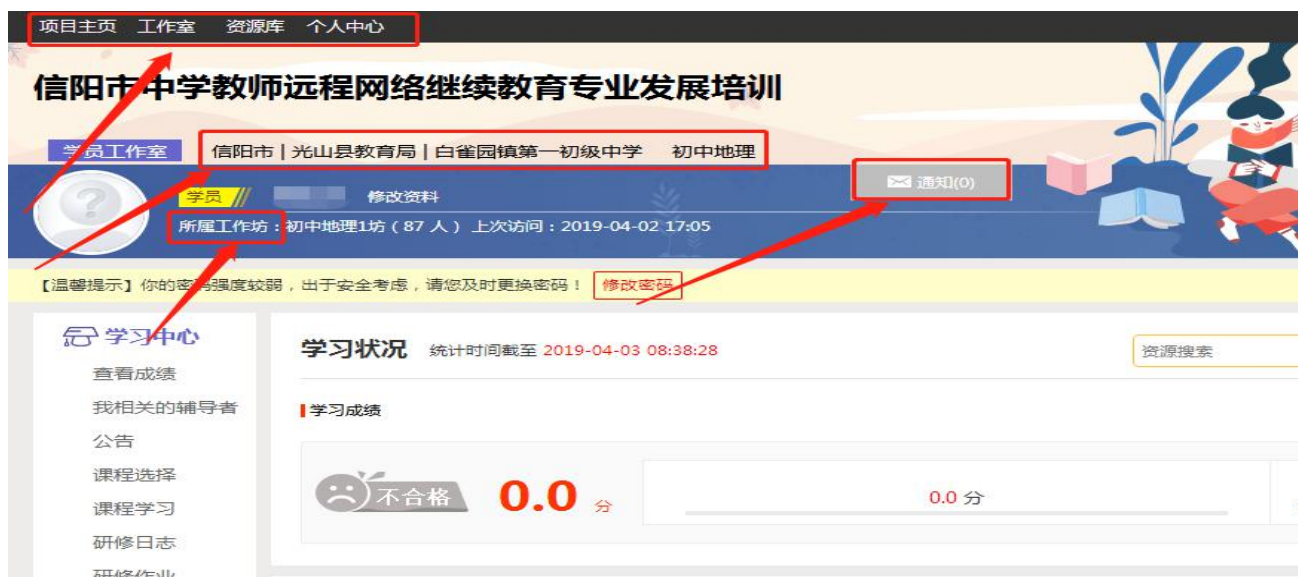 项目主页 工作室 资源库 个人中心
信阳市中学教师远程网络继续教育专业发展培训
学员工作室 信阳市 | 光山县教育局 | 白雀园镇第一初级中学 初中地理
通知(0)
学员 修改资料
所属工作坊：初中地理1坊（87 人）上次访问：2019-04-02 17:05
【温馨提示】你的密码强度较弱，出于安全考虑，请您及时更换密码！ 修改密码
学习中心
查看成绩
我相关的辅导者
公告
课程选择
课程学习
研修日志
研修作业
学习状况 统计时间截至 2019-04-03 08:38:28
资源搜索
学习成绩
不合格 0.0 分
0.0 分